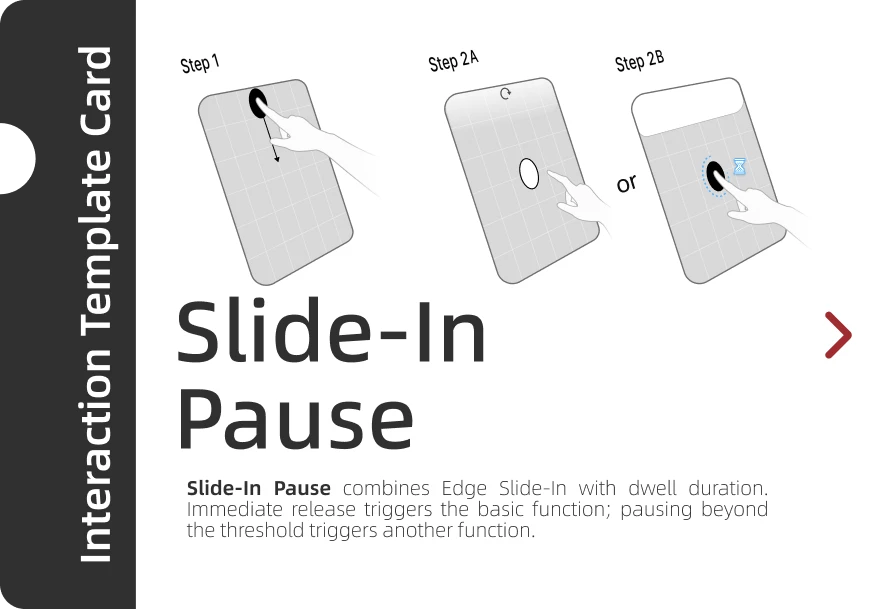 Interaction Template Card
Step 1
Step 2A
Step 2B
or
Slide-In
Pause
Slide-In Pause combines Edge Slide-In with dwell duration.
Immediate release triggers the basic function; pausing beyond
the threshold triggers another function.